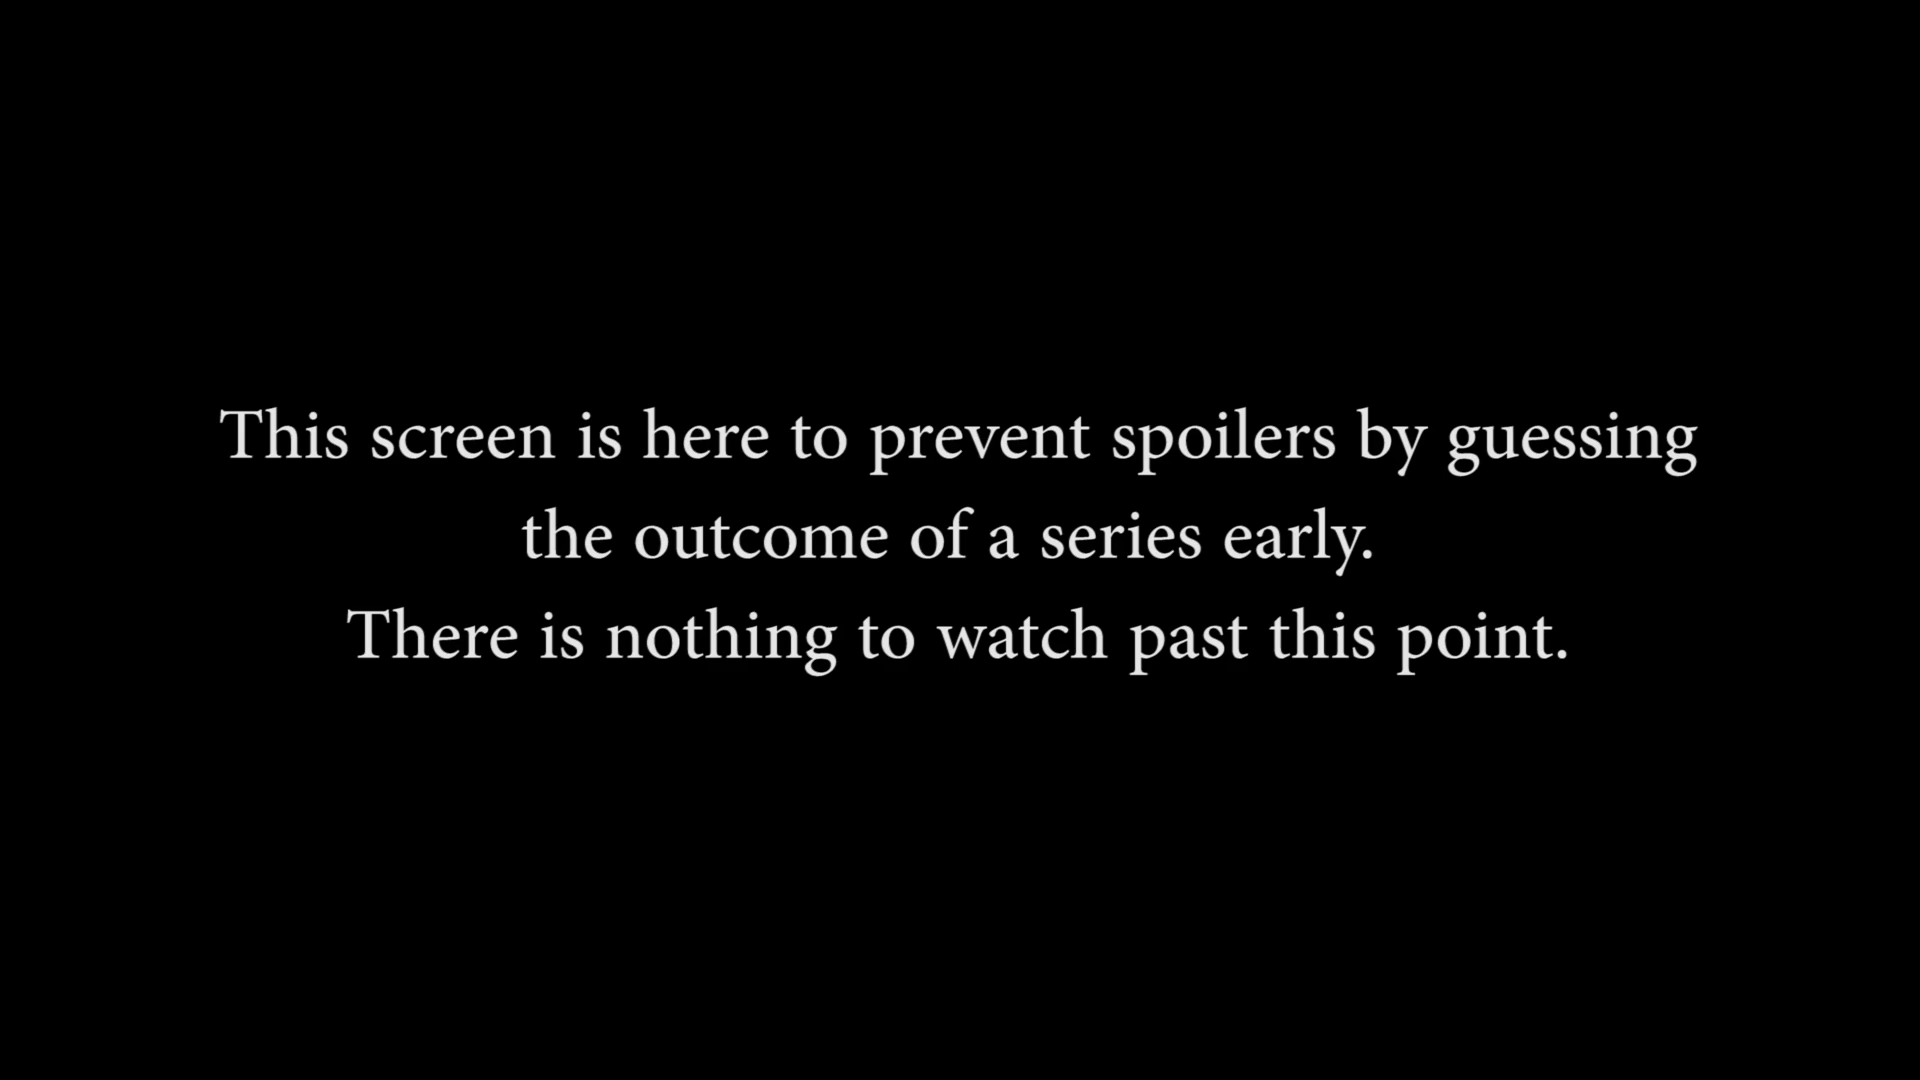 This screen is here to prevent spoilers by guessing
the outcome of a series early.
There is nothing to watch past this point.